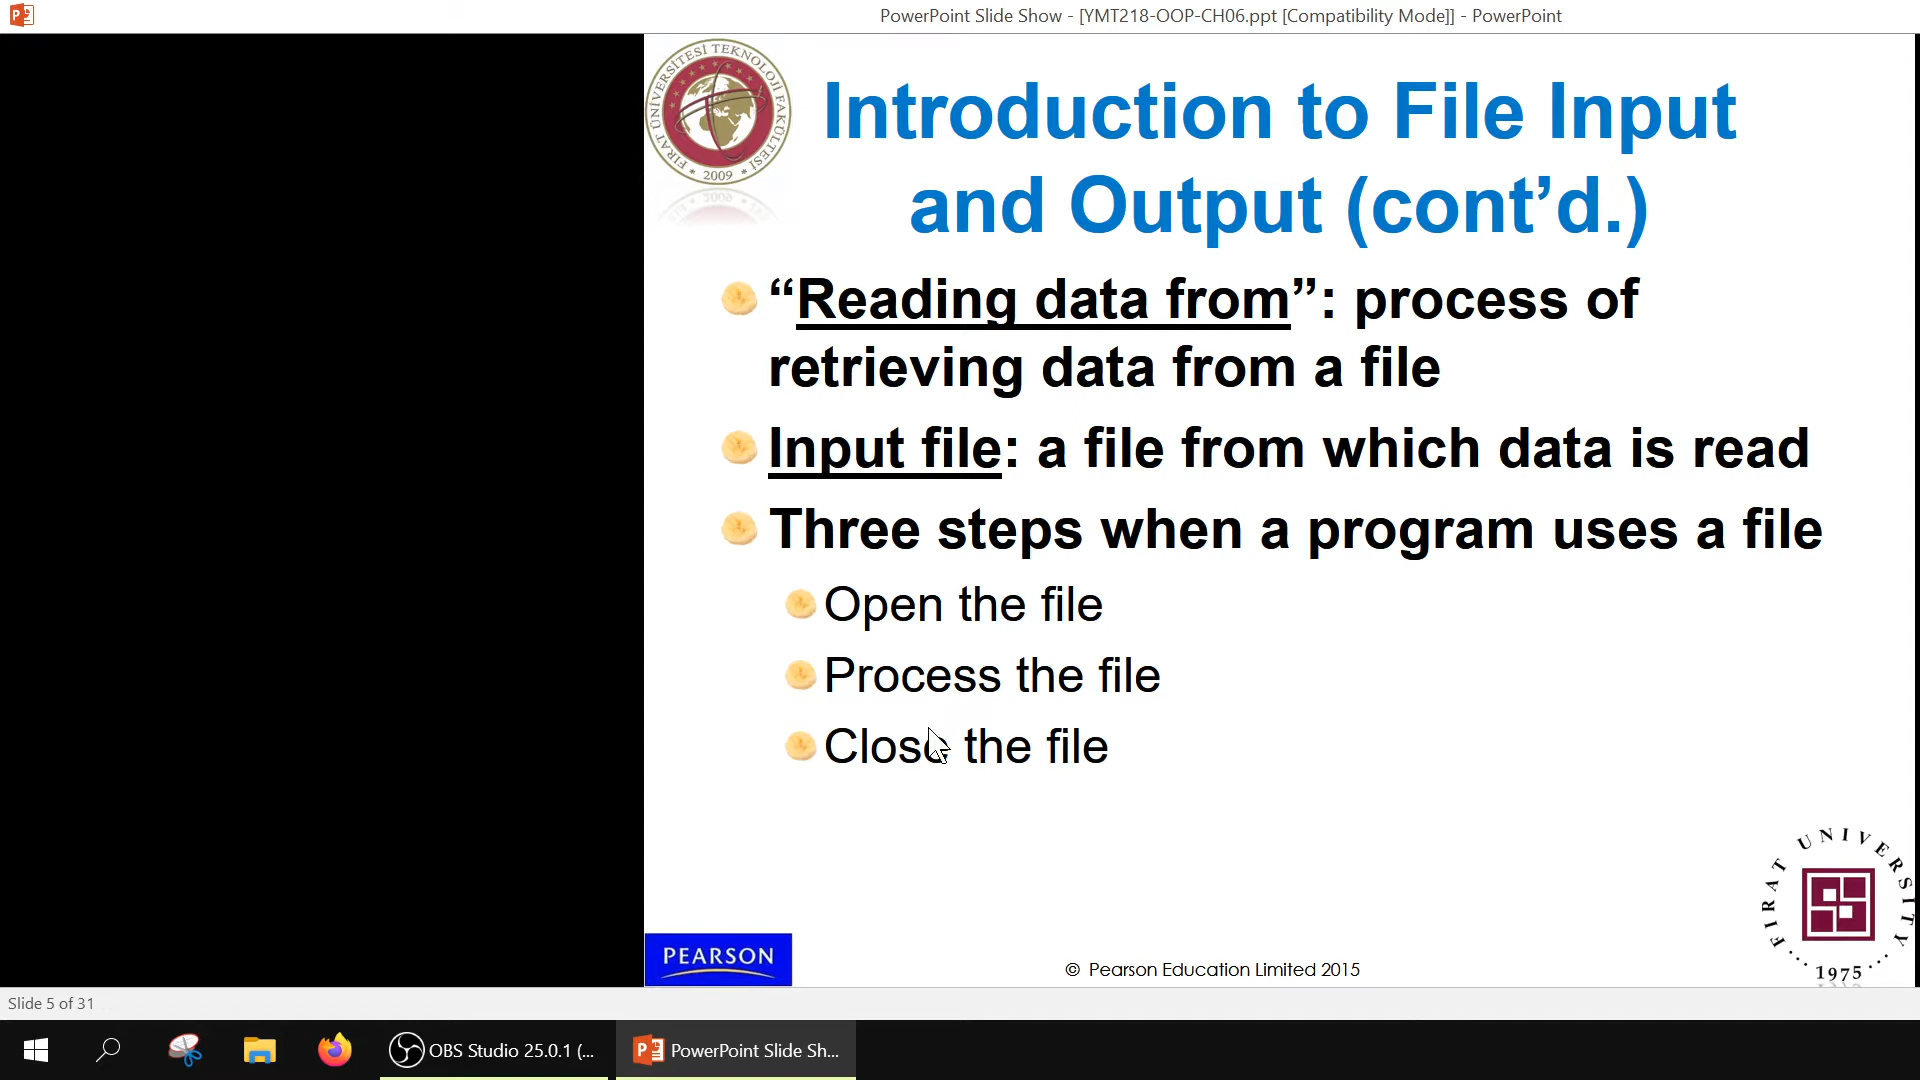 PowerPoint Slide Show - [YMT218-OOP-CH06.ppt [Compatibility Mode]] - PowerPoint
FIRAT ÜNİVERSİTESİ TEKNOLOJİ FAKÜLTESİ
* 2009 *
Introduction to File Input
and Output (cont’d.)
“Reading data from”: process of
retrieving data from a file
Input file: a file from which data is read
Three steps when a program uses a file
Open the file
Process the file
Close the file
FIRAT UNIVERSITY
1975
PEARSON
© Pearson Education Limited 2015
Slide 5 of 31
OBS Studio 25.0.1 (...
PowerPoint Slide Sh...